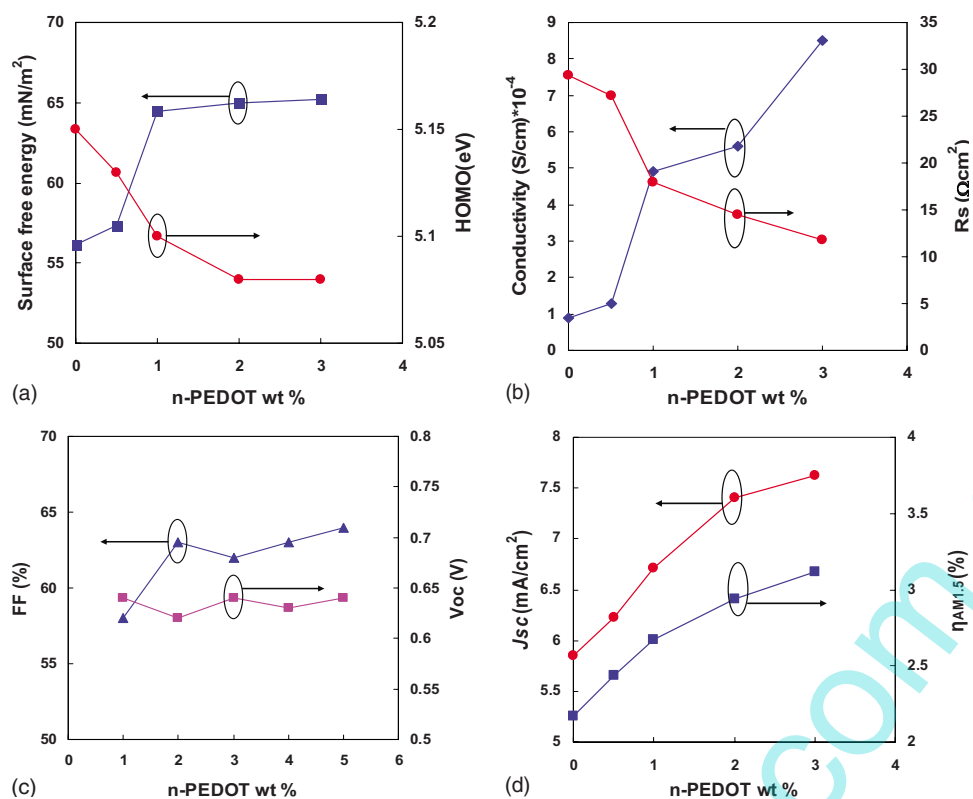 70
65
60
55
50
Surface free energy (mN/m²)
5.2
5.15
5.10
5.05
HOMO(eV)
0 1 2 3 4
n-PEDOT wt %
(a)
9
8
7
6
5
4
3
2
1
0
Conductivity (S/cm)*10⁻⁴
35
30
25
20
15
10
5
0
Rs (Ωcm²)
0 1 2 3 4
n-PEDOT wt %
(b)
70
65
60
55
50
FF (%)
0.8
0.7
0.65
0.6
0.55
0.5
Voc (V)
0 1 2 3 4 5 6
n-PEDOT wt %
(c)
8
7.5
7
6.5
6
5.5
5
Jsc (mA/cm²)
4
3.5
3
2.5
2
ηAM1.5 (%)
0 1 2 3 4
n-PEDOT wt %
(d)
com